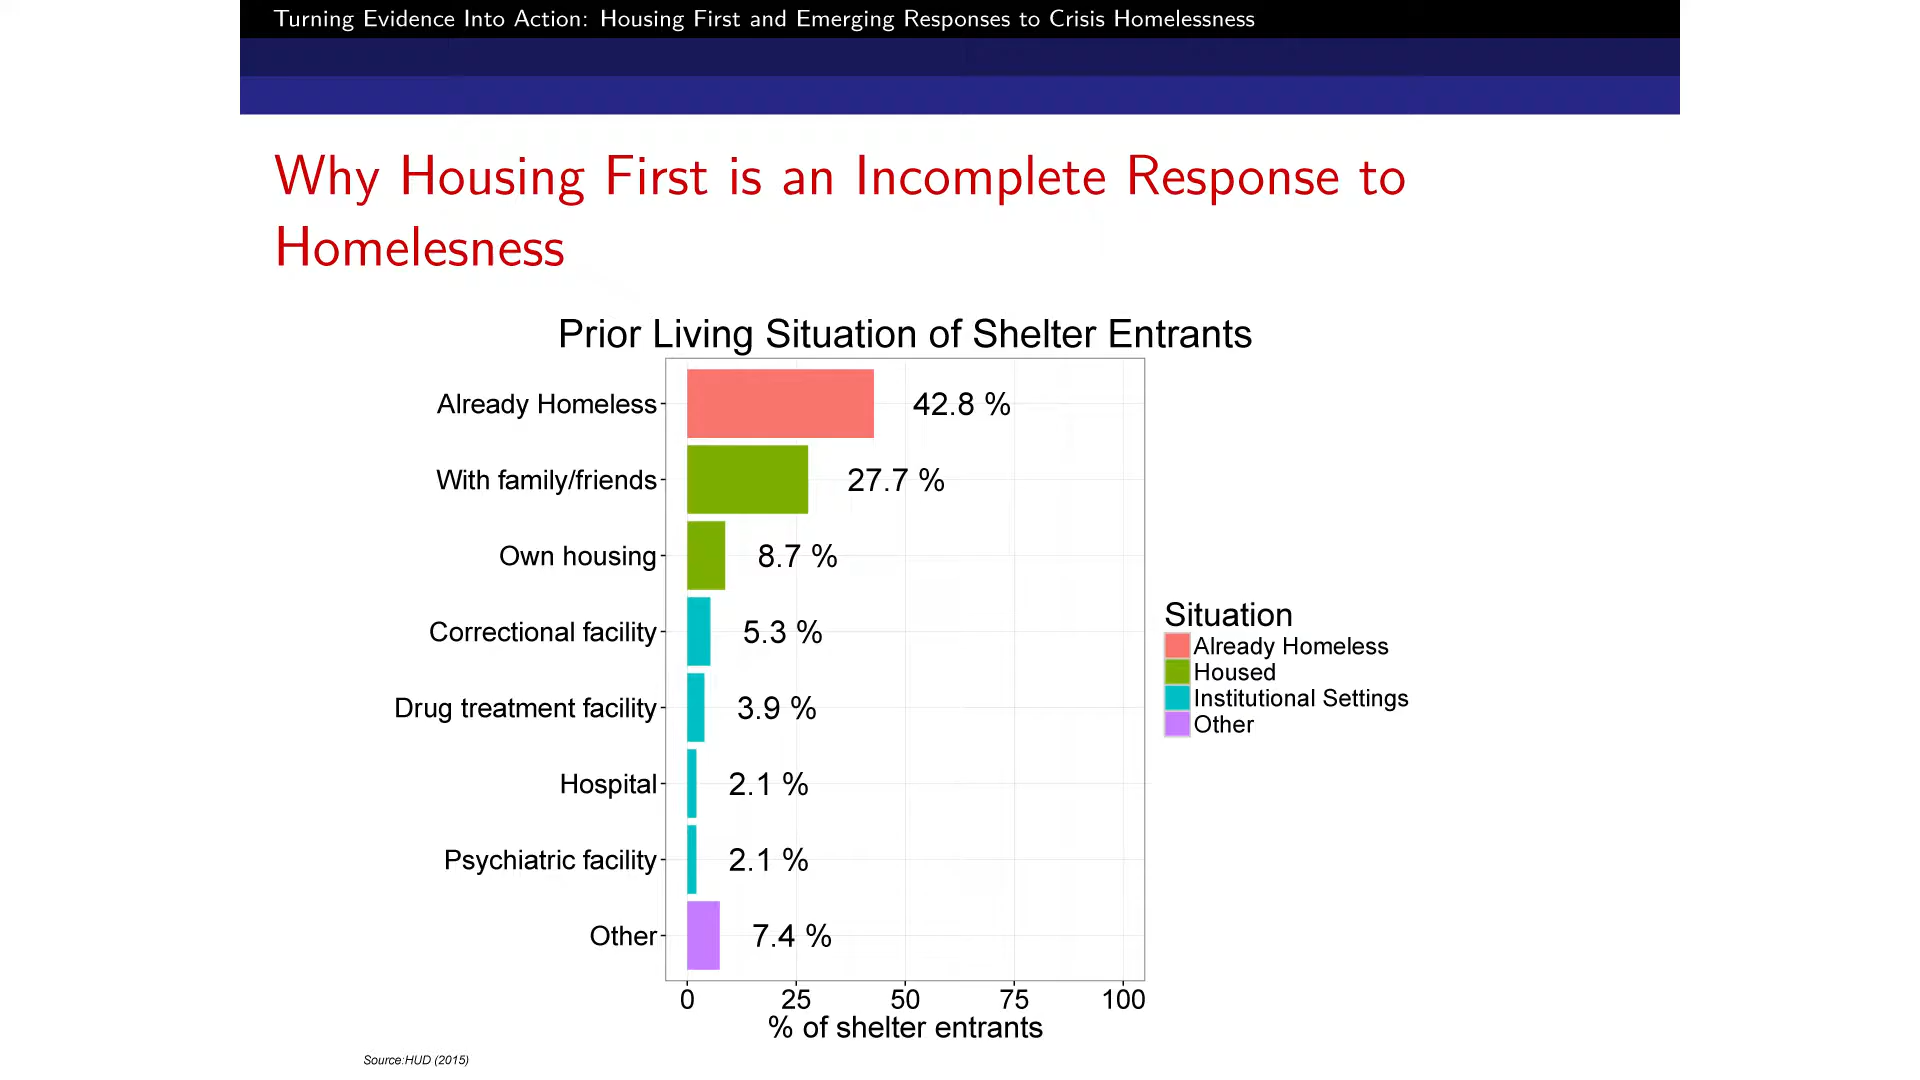 Turning Evidence Into Action: Housing First and Emerging Responses to Crisis Homelessness
Why Housing First is an Incomplete Response to
Homelesness
Prior Living Situation of Shelter Entrants
Already Homeless 42.8 %
With family/friends 27.7 %
Own housing 8.7 %
Correctional facility 5.3 %
Drug treatment facility 3.9 %
Hospital 2.1 %
Psychiatric facility 2.1 %
Other 7.4 %
0 25 50 75 100
% of shelter entrants
Situation
Already Homeless
Housed
Institutional Settings
Other
Source:HUD (2015)